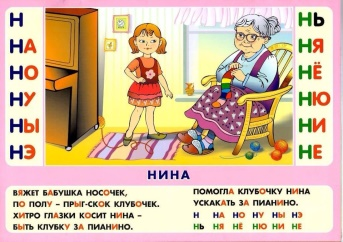 Н
НА
НО
НУ
НЫ
НЭ
НЬ
НЯ
НЁ
НЮ
НИ
НЕ
НИНА
ВЯЖЕТ БАБУШКА НОСОЧЕК,
ПО ПОЛУ – ПРЫГ-СКОК КЛУБОЧЕК.
ХИТРО ГЛАЗКИ КОСИТ НИНА –
БЫТЬ КЛУБКУ ЗА ПИАНИНО.
ПОМОГЛА КЛУБОЧКУ НИНА
УСКАКАТЬ ЗА ПИАНИНО.
Н НА НО НУ НЫ НЭ
НЬ НЯ НЁ НЮ НИ НЕ